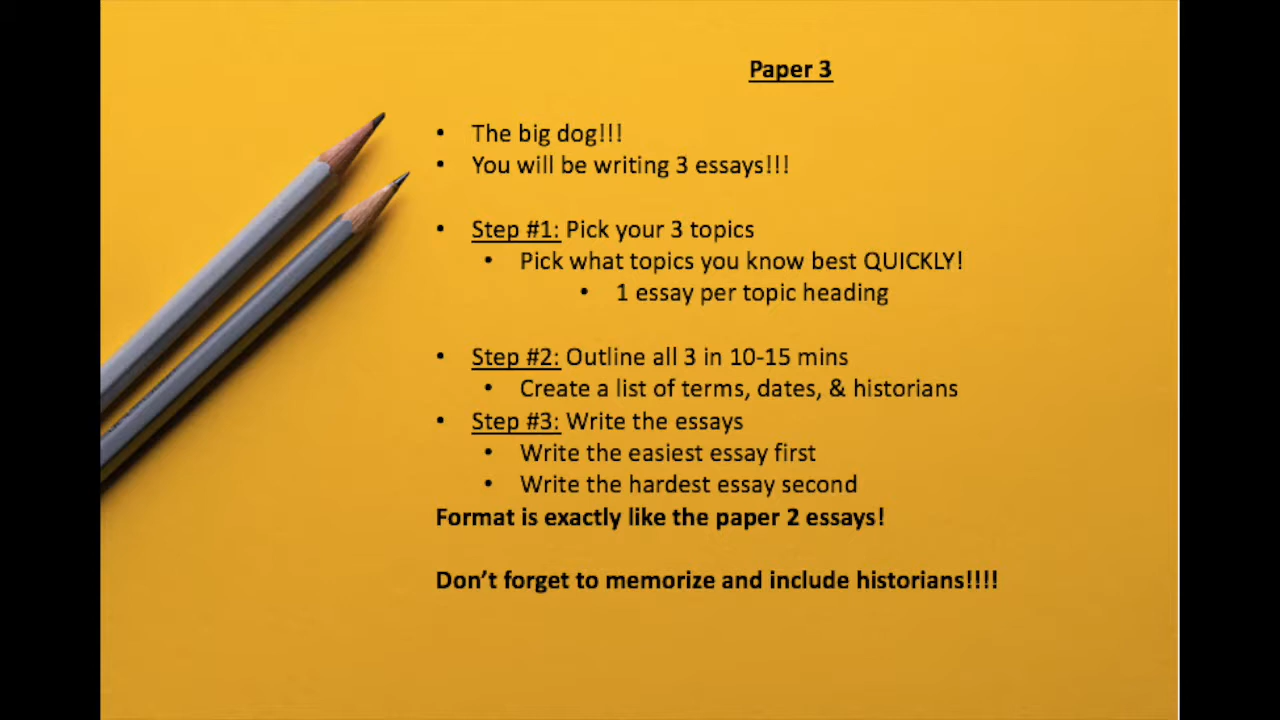 Paper 3
• The big dog!!!
• You will be writing 3 essays!!!
• Step #1: Pick your 3 topics
• Pick what topics you know best QUICKLY!
• 1 essay per topic heading
• Step #2: Outline all 3 in 10-15 mins
• Create a list of terms, dates, & historians
• Step #3: Write the essays
• Write the easiest essay first
• Write the hardest essay second
Format is exactly like the paper 2 essays!
Don’t forget to memorize and include historians!!!!